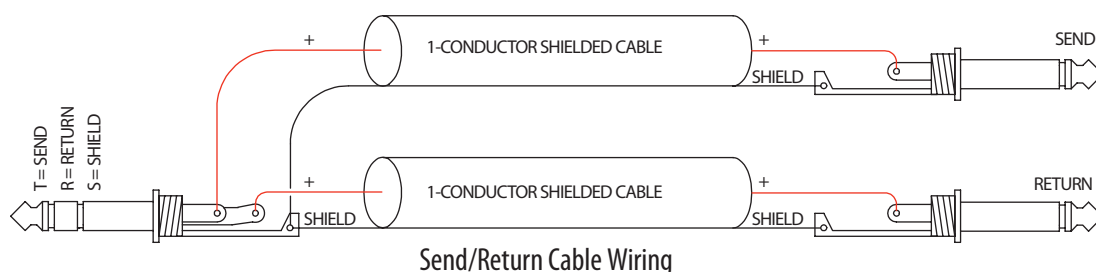 +
1-CONDUCTOR SHIELDED CABLE
+
SEND
SHIELD
T = SEND
R = RETURN
S = SHIELD
+
1-CONDUCTOR SHIELDED CABLE
+
RETURN
SHIELD
SHIELD
Send/Return Cable Wiring